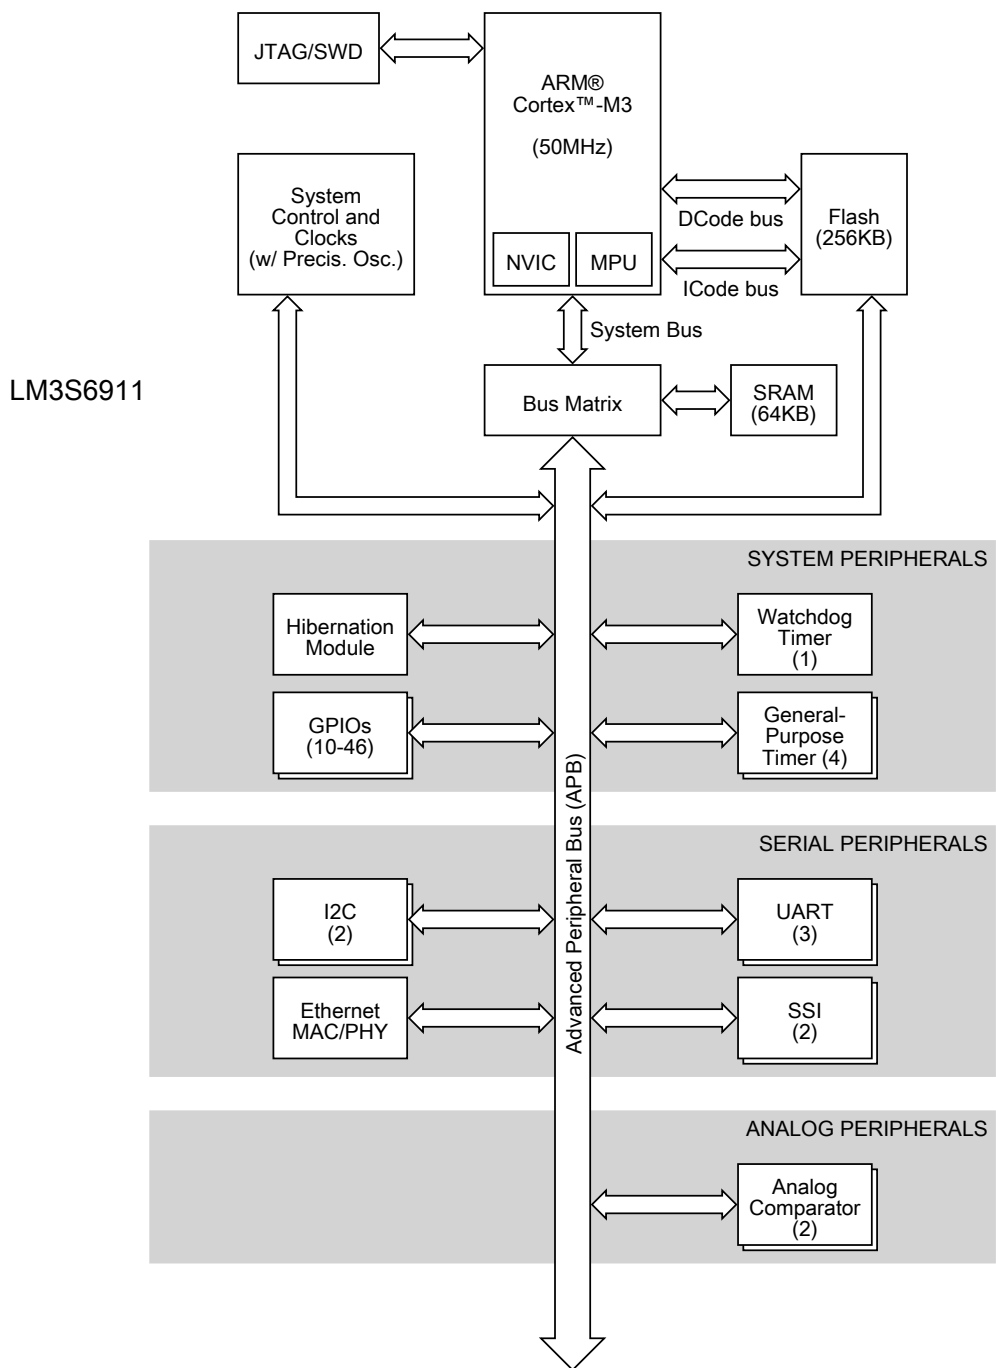 JTAG/SWD
ARM®
Cortex™-M3
(50MHz)
NVIC
MPU
System
Control and
Clocks
(w/ Precis. Osc.)
DCode bus
ICode bus
Flash
(256KB)
System Bus
LM3S6911
Bus Matrix
SRAM
(64KB)
SYSTEM PERIPHERALS
Hibernation
Module
Watchdog
Timer
(1)
GPIOs
(10-46)
General-
Purpose
Timer (4)
Advanced Peripheral Bus (APB)
SERIAL PERIPHERALS
I2C
(2)
UART
(3)
Ethernet
MAC/PHY
SSI
(2)
ANALOG PERIPHERALS
Analog
Comparator
(2)